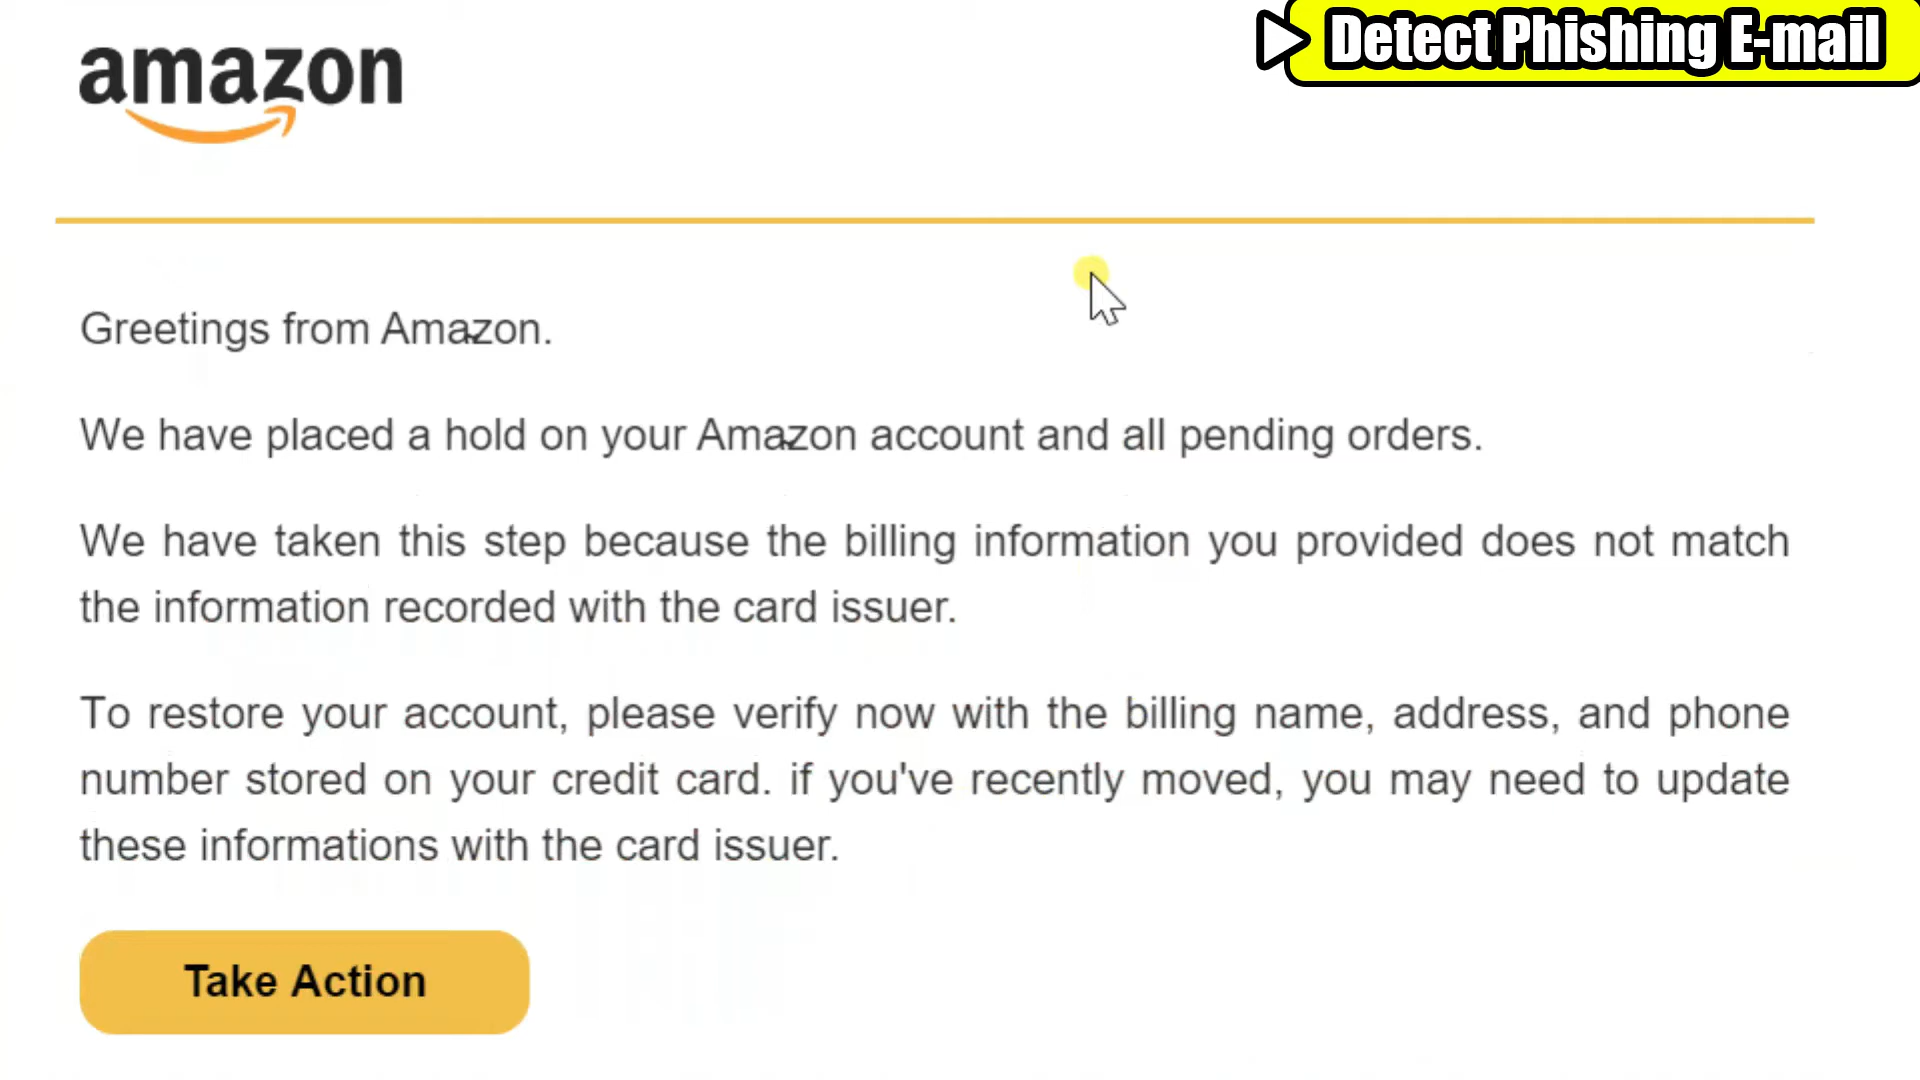 Detect Phishing E-mail
amazon
Greetings from Amazon.
We have placed a hold on your Amazon account and all pending orders.
We have taken this step because the billing information you provided does not match
the information recorded with the card issuer.
To restore your account, please verify now with the billing name, address, and phone
number stored on your credit card. if you've recently moved, you may need to update
these informations with the card issuer.
Take Action